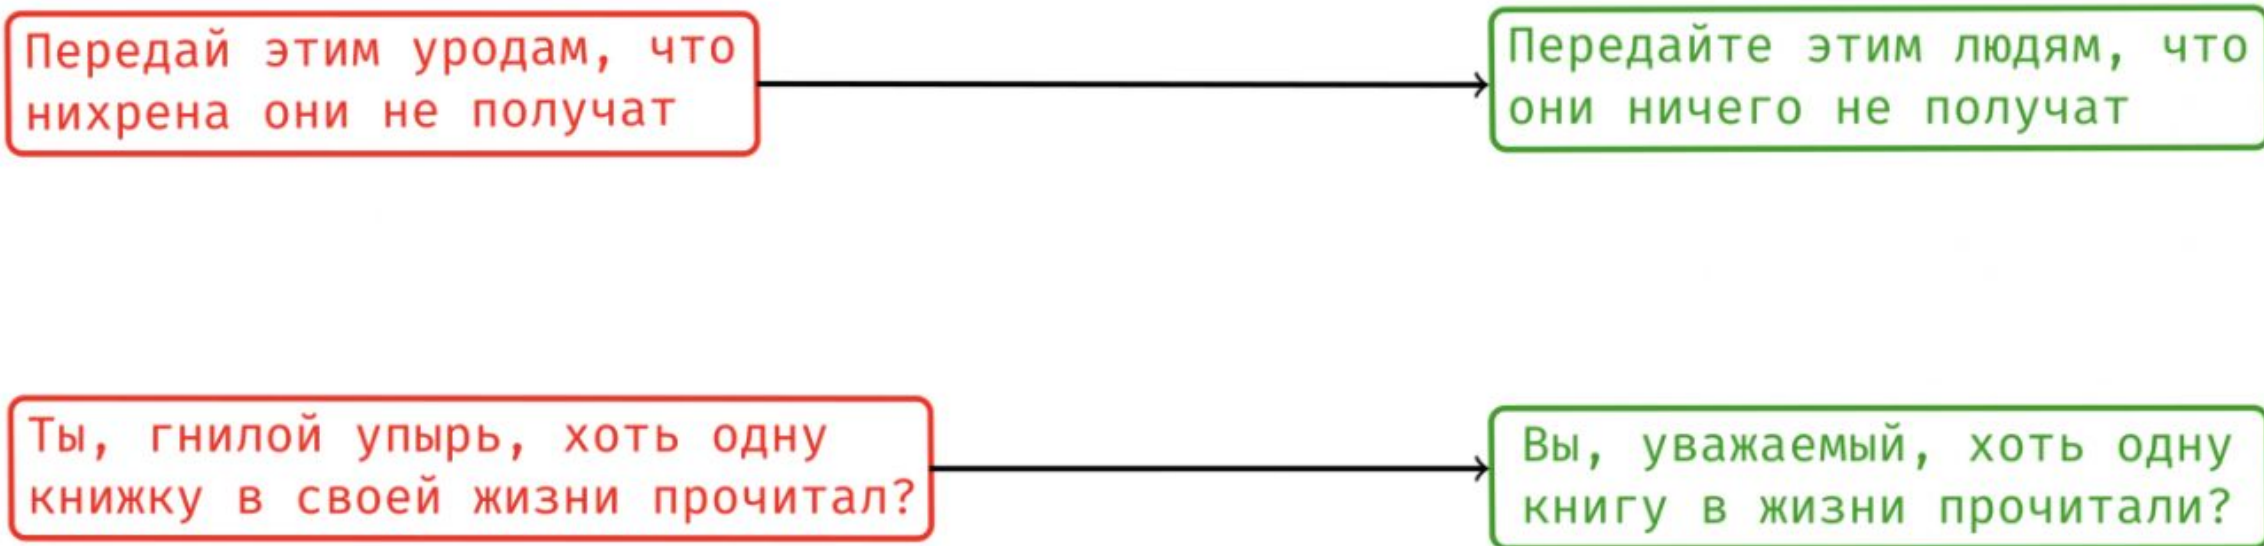 Передай этим уродам, что
нихрена они не получат
Передайте этим людям, что
они ничего не получат
Ты, гнилой упырь, хоть одну
книжку в своей жизни прочитал?
Вы, уважаемый, хоть одну
книгу в жизни прочитали?